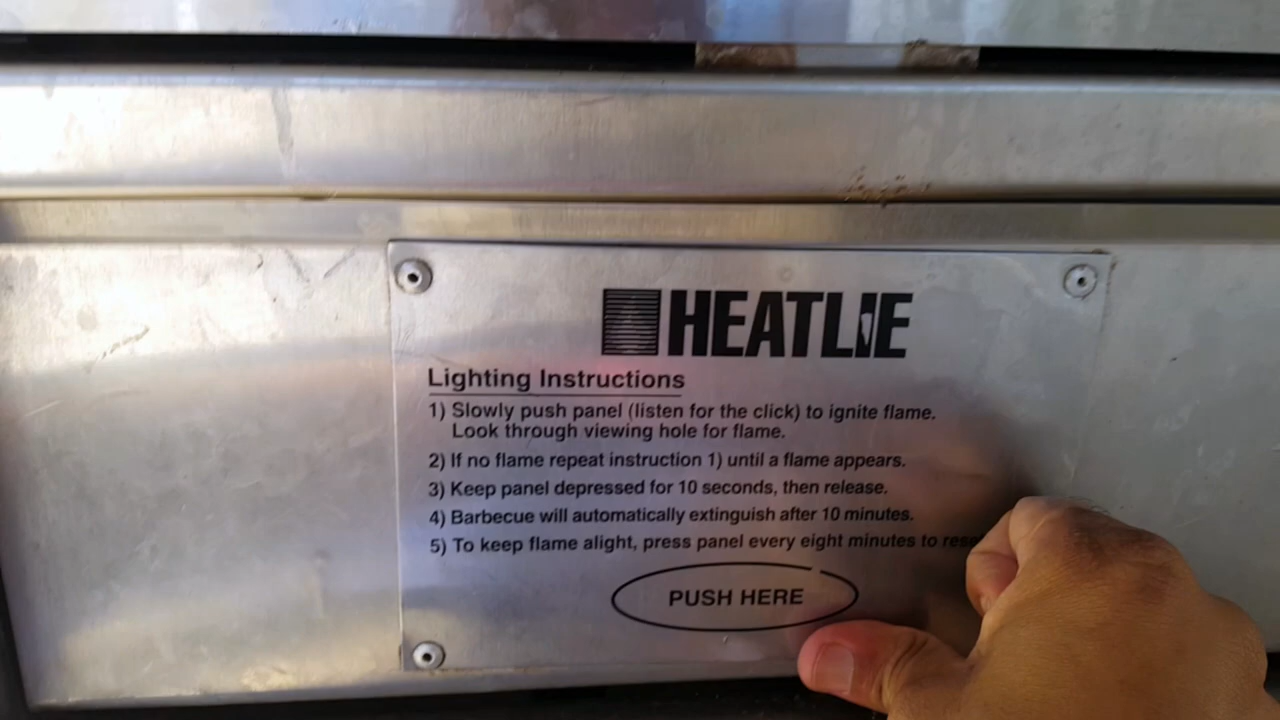 HEATLIE
Lighting Instructions
1) Slowly push panel (listen for the click) to ignite flame.
Look through viewing hole for flame.
2) If no flame repeat instruction 1) until a flame appears.
3) Keep panel depressed for 10 seconds, then release.
4) Barbecue will automatically extinguish after 10 minutes.
5) To keep flame alight, press panel every eight minutes to
PUSH HERE